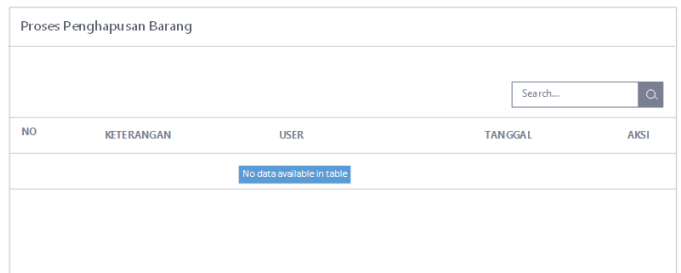 Proses Penghapusan Barang
Search...
NO KETERANGAN USER TANGGAL AKSI
No data available in table